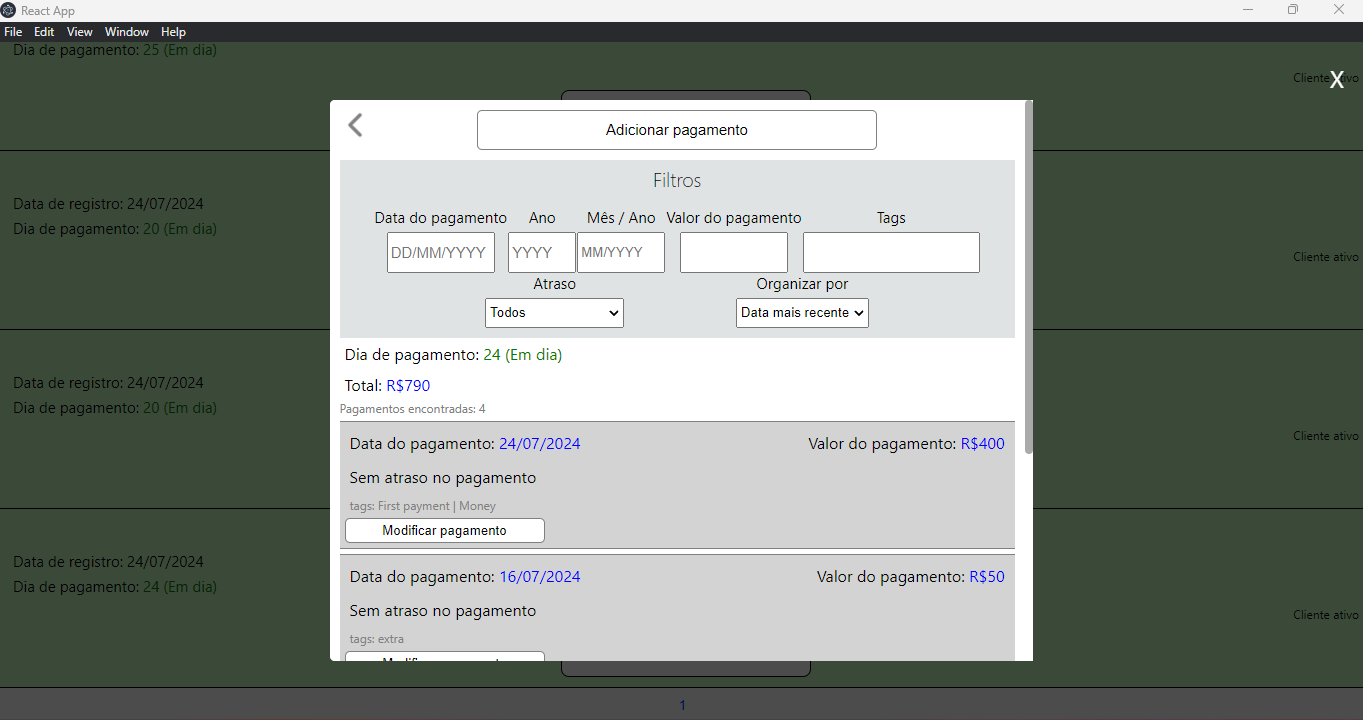 React App
File Edit View Window Help
Dia de pagamento: 25 (Em dia)
X
Adicionar pagamento
Filtros
Data do pagamento Ano Mês / Ano Valor do pagamento Tags
DD/MM/YYYY YYYY MM/YYYY
Atraso Organizar por
Todos Data mais recente
Dia de pagamento: 24 (Em dia)
Total: R$790
Pagamentos encontradas: 4
Data do pagamento: 24/07/2024 Valor do pagamento: R$400
Sem atraso no pagamento
tags: First payment | Money
Modificar pagamento
Data do pagamento: 16/07/2024 Valor do pagamento: R$50
Sem atraso no pagamento
tags: extra
Data de registro: 24/07/2024
Dia de pagamento: 20 (Em dia)
Cliente ativo
Data de registro: 24/07/2024
Dia de pagamento: 20 (Em dia)
Cliente ativo
Data de registro: 24/07/2024
Dia de pagamento: 24 (Em dia)
Cliente ativo
1